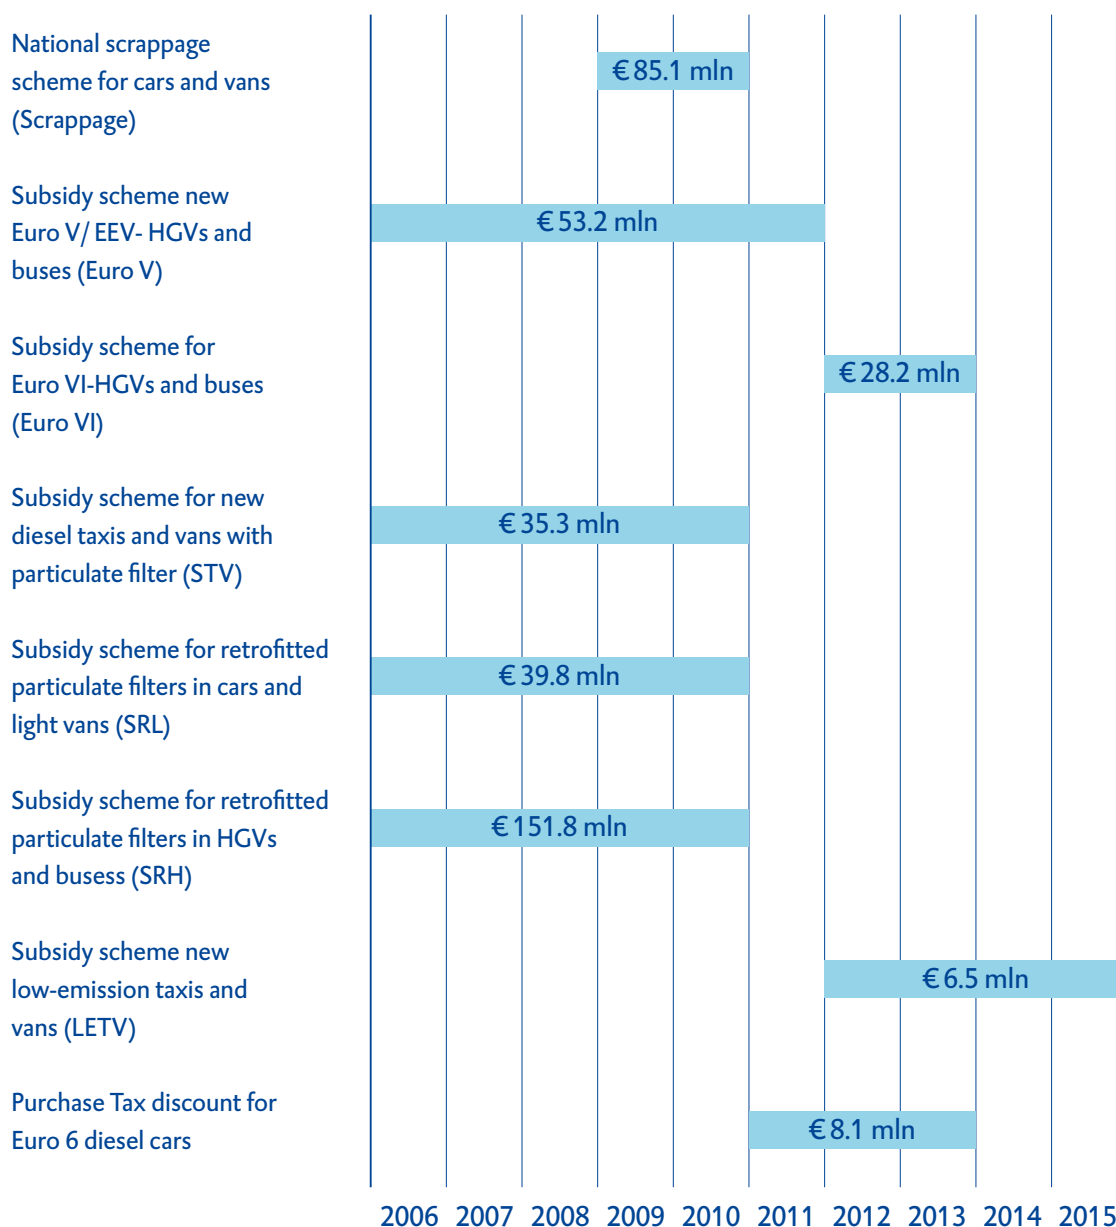 National scrappage
scheme for cars and vans
(Scrappage)
€ 85.1 mln
Subsidy scheme new
Euro V/ EEV- HGVs and
buses (Euro V)
€ 53.2 mln
Subsidy scheme for
Euro VI-HGVs and buses
(Euro VI)
€ 28.2 mln
Subsidy scheme for new
diesel taxis and vans with
particulate filter (STV)
€ 35.3 mln
Subsidy scheme for retrofitted
particulate filters in cars and
light vans (SRL)
€ 39.8 mln
Subsidy scheme for retrofitted
particulate filters in HGVs
and busess (SRH)
€ 151.8 mln
Subsidy scheme new
low-emission taxis and
vans (LETV)
€ 6.5 mln
Purchase Tax discount for
Euro 6 diesel cars
€ 8.1 mln
2006 2007 2008 2009 2010 2011 2012 2013 2014 2015